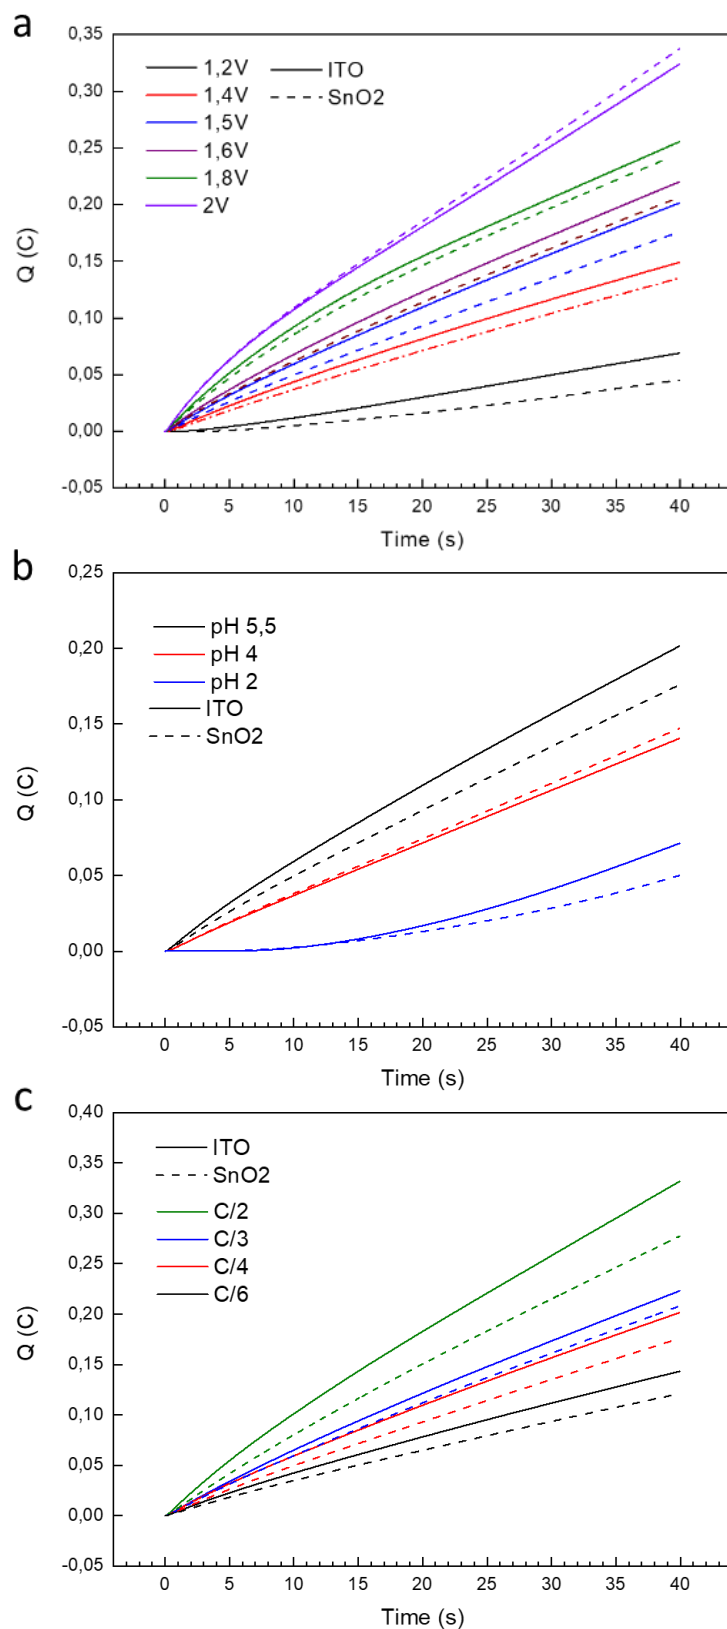 a
0,35
0,30
0,25
0,20
0,15
0,10
0,05
0,00
-0,05
Q (C)
1,2V
ITO
1,4V
SnO2
1,5V
1,6V
1,8V
2V
0 5 10 15 20 25 30 35 40
Time (s)
b
0,25
0,20
0,15
0,10
0,05
0,00
-0,05
Q (C)
pH 5,5
pH 4
pH 2
ITO
SnO2
0 5 10 15 20 25 30 35 40
Time (s)
c
0,40
0,35
0,30
0,25
0,20
0,15
0,10
0,05
0,00
-0,05
Q (C)
ITO
SnO2
C/2
C/3
C/4
C/6
0 5 10 15 20 25 30 35 40
Time (s)